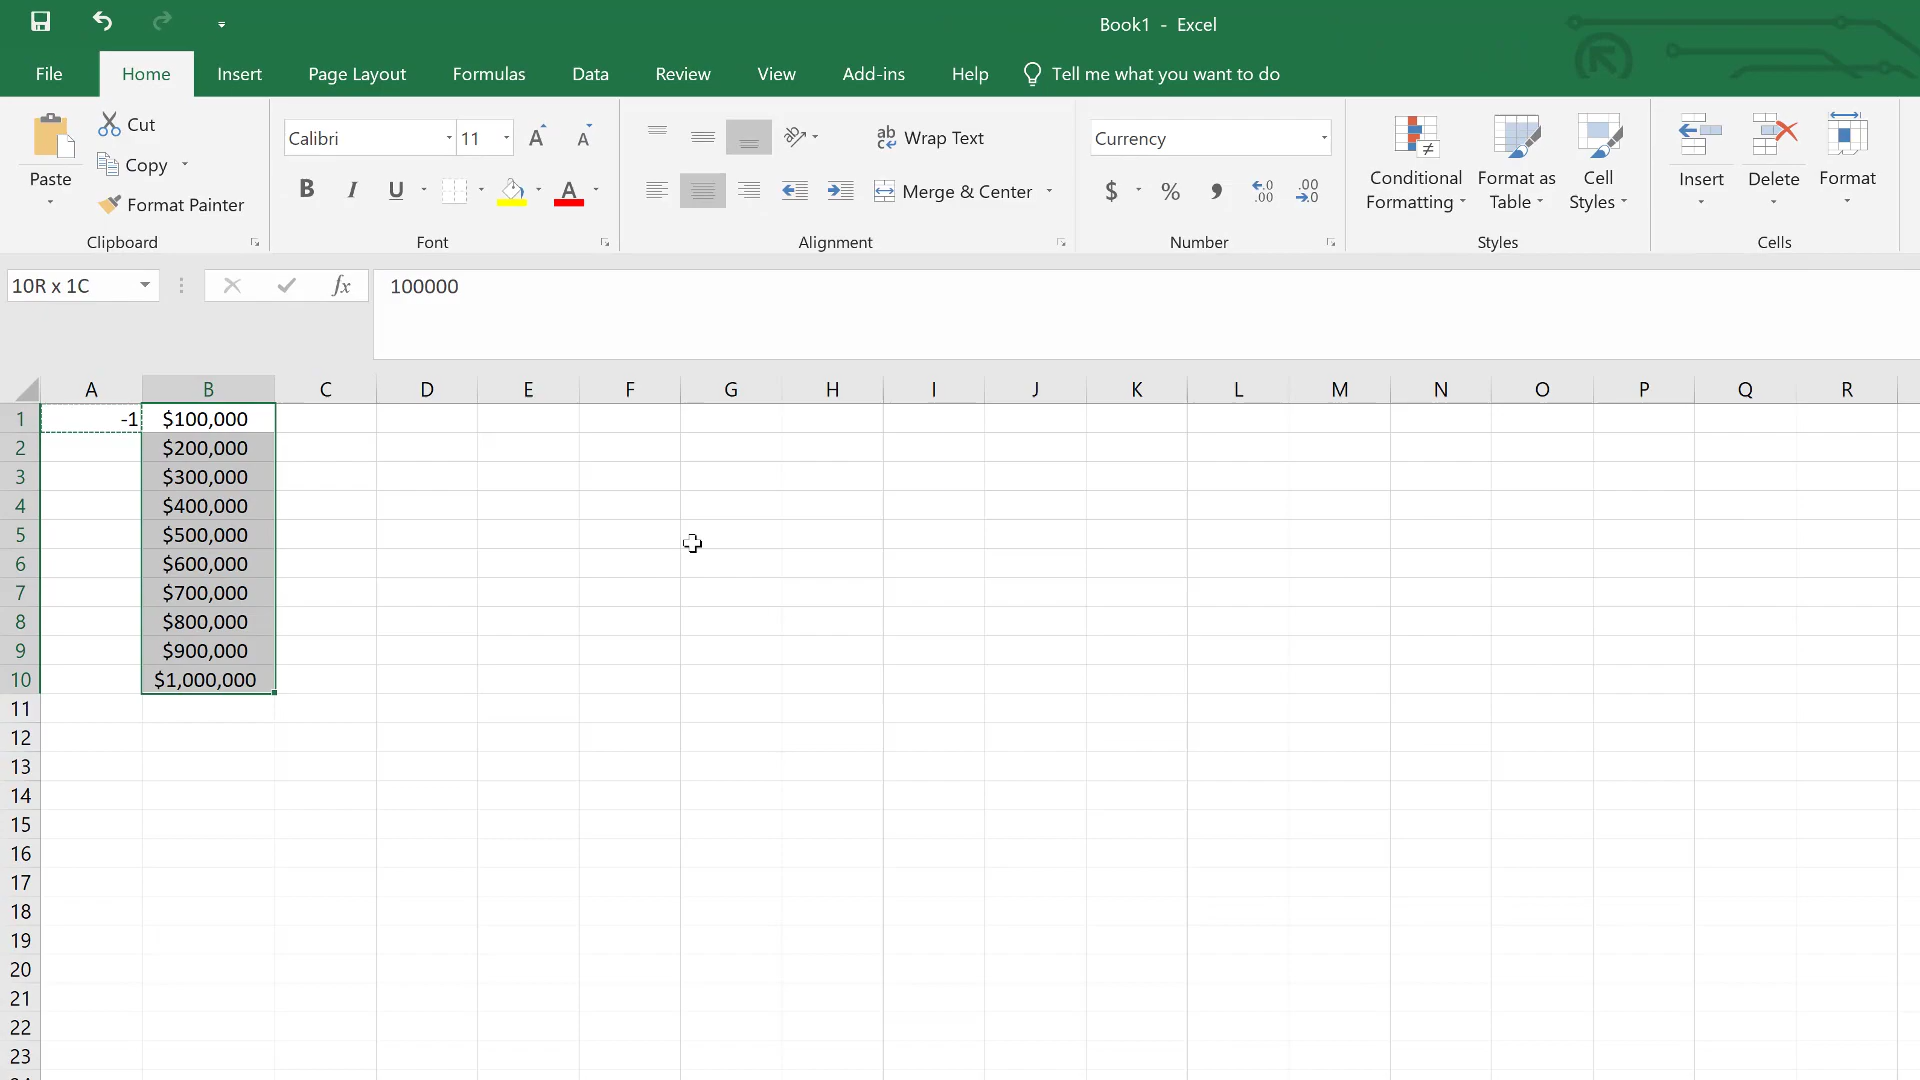 Book1 - Excel
File Home Insert Page Layout Formulas Data Review View Add-ins Help Tell me what you want to do
Paste
Cut
Copy
Format Painter
Clipboard
Calibri 11
B I U
Font
Wrap Text
Merge & Center
Alignment
Currency
$ % ,
Number
Conditional Formatting
Format as Table
Cell Styles
Styles
Insert
Delete
Format
Cells
10R x 1C fx 100000
A B C D E F G H I J K L M N O P Q R
1 -1 $100,000
2 $200,000
3 $300,000
4 $400,000
5 $500,000
6 $600,000
7 $700,000
8 $800,000
9 $900,000
10 $1,000,000
11
12
13
14
15
16
17
18
19
20
21
22
23